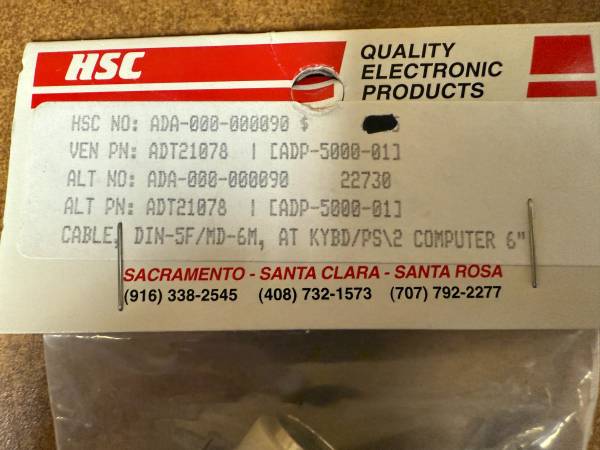 HSC
QUALITY
ELECTRONIC
PRODUCTS
HSC NO: ADA-000-000090 $
VEN PN: ADT21078 | [ADP-5000-01]
ALT NO: ADA-000-000090 22730
ALT PN: ADT21078 | [ADP-5000-01]
CABLE, DIN-5F/MD-6M, AT KYBD/PS\2 COMPUTER 6"
SACRAMENTO - SANTA CLARA - SANTA ROSA
(916) 338-2545 (408) 732-1573 (707) 792-2277